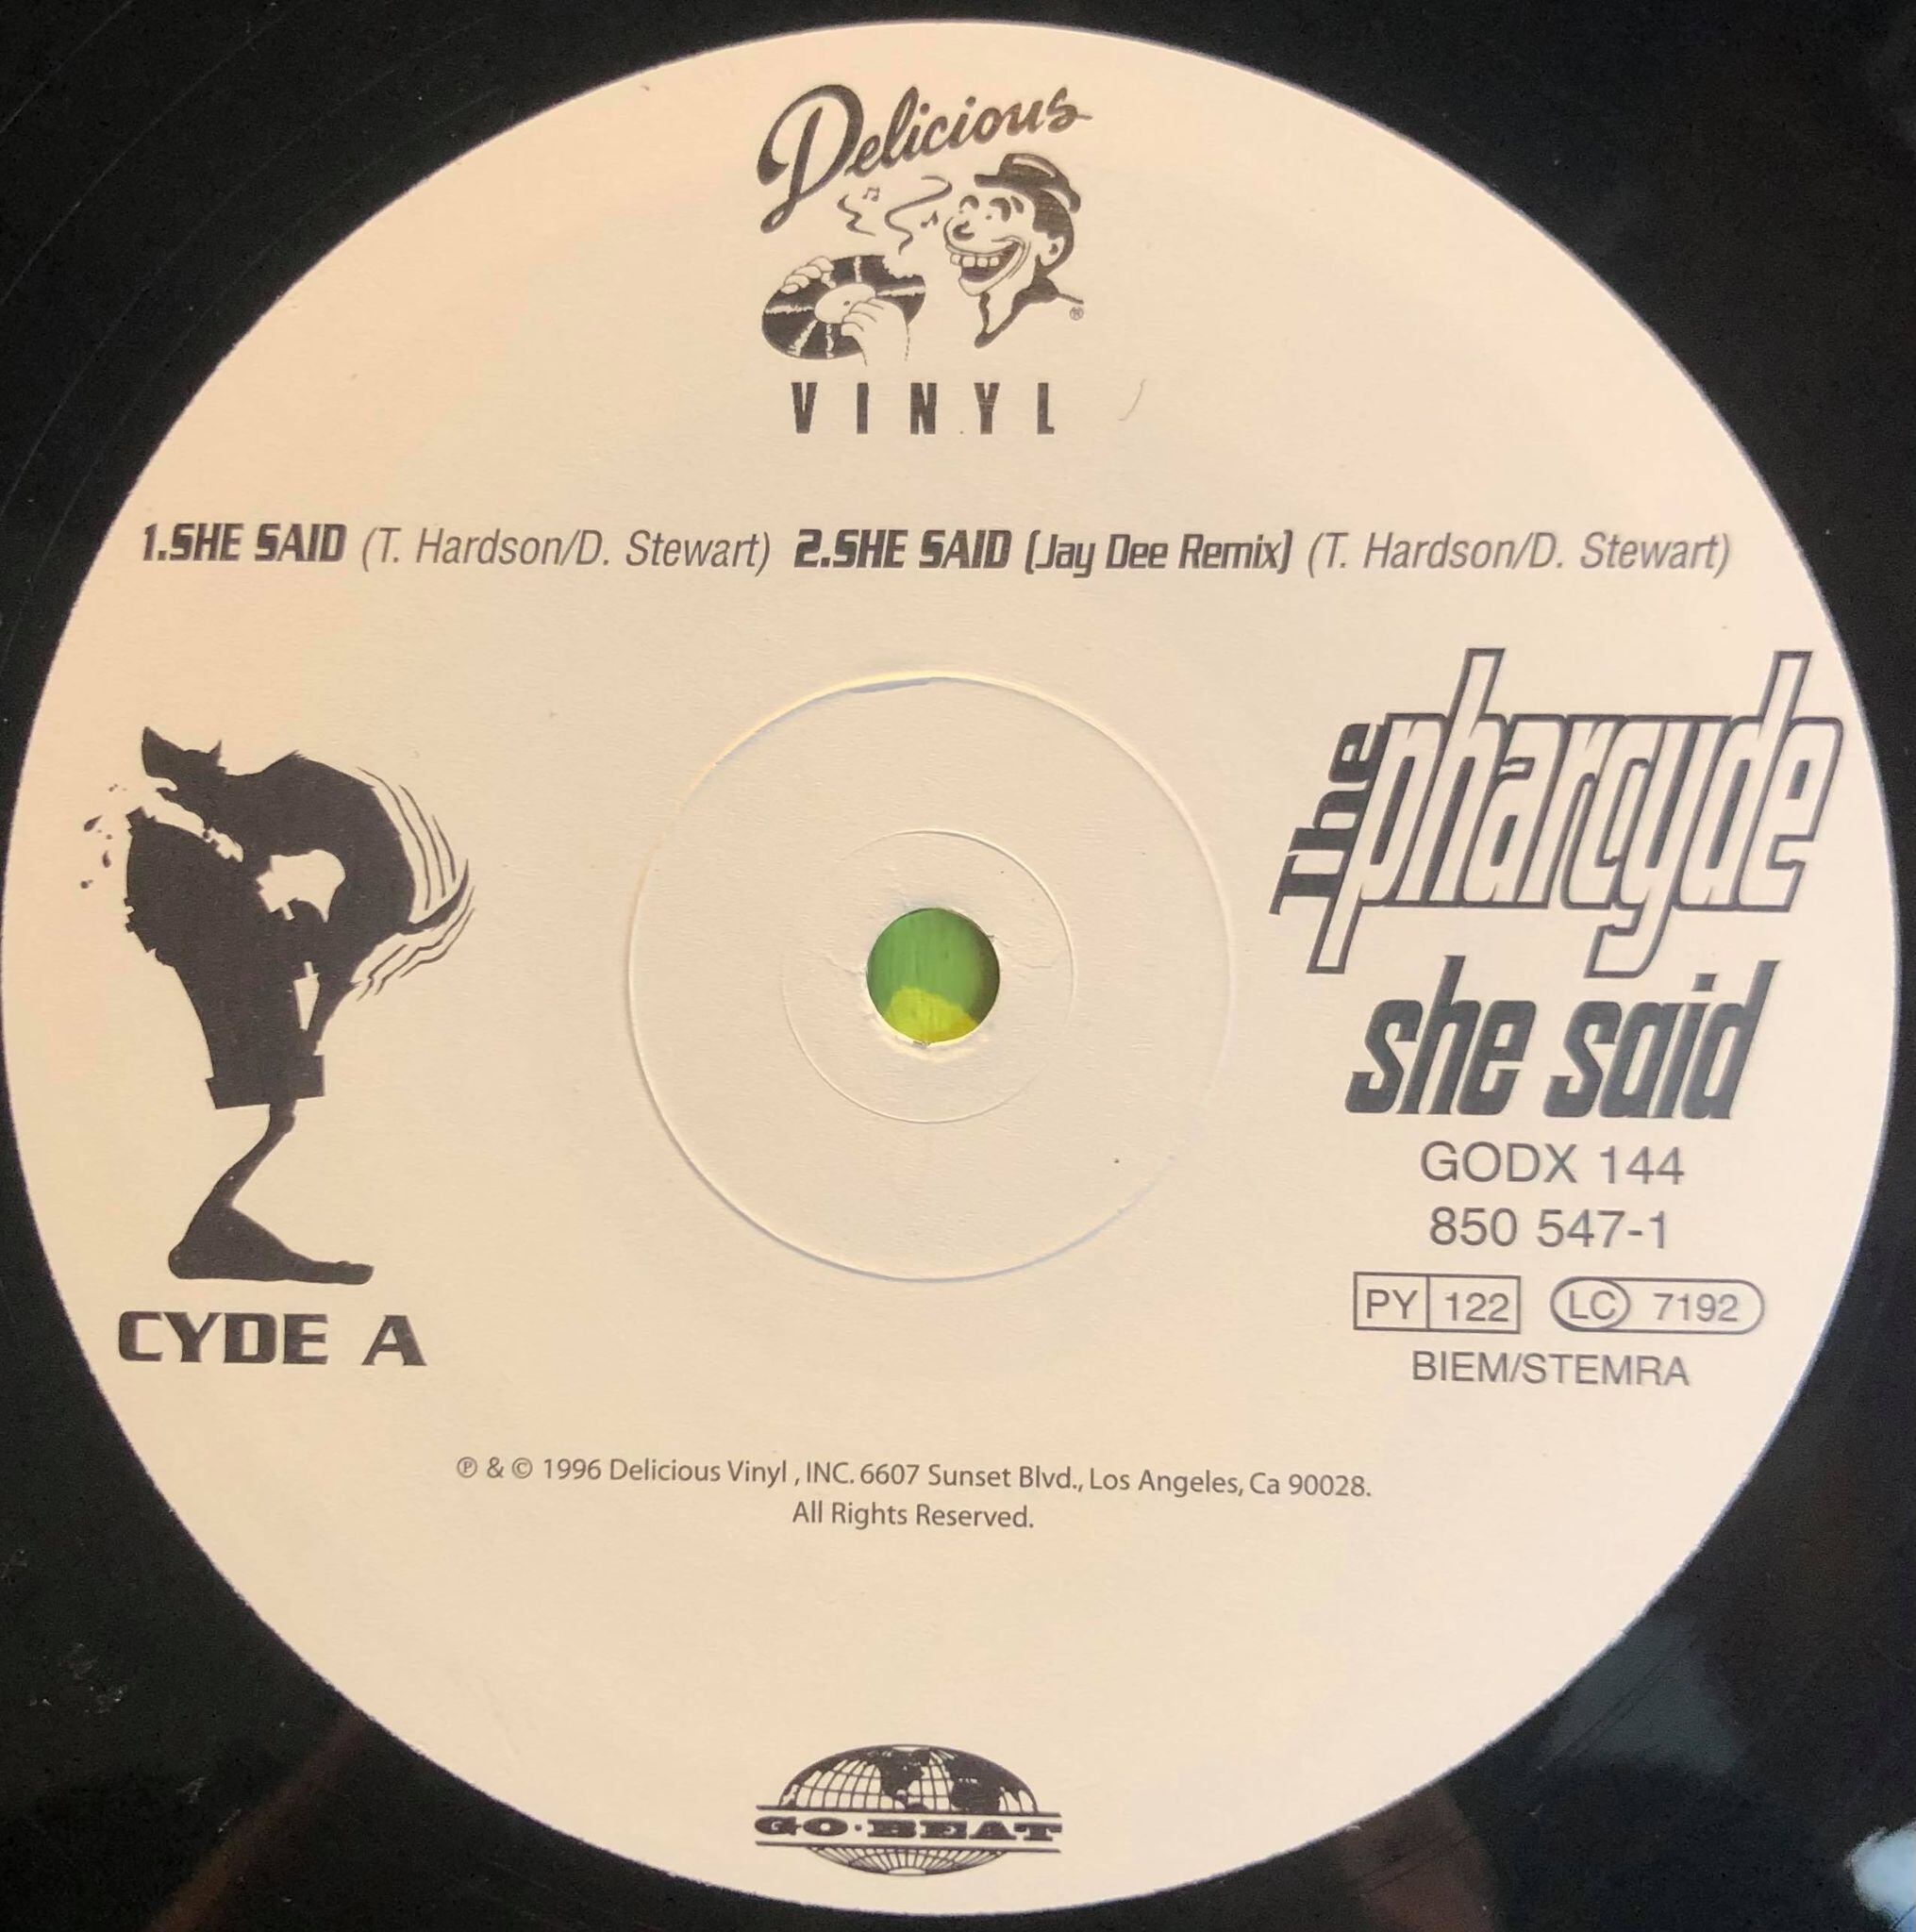 Delicious
VINYL
®
1.SHE SAID (T. Hardson/D. Stewart) 2.SHE SAID (Jay Dee Remix) (T. Hardson/D. Stewart)
The pharcyde
she said
GODX 144
850 547-1
PY 122 LC 7192
BIEM/STEMRA
CYDE A
℗ & © 1996 Delicious Vinyl , INC. 6607 Sunset Blvd., Los Angeles, Ca 90028.
All Rights Reserved.
GO·BEAT